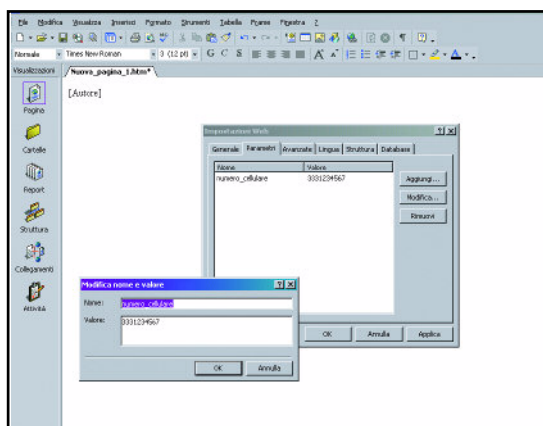 File Modifica Visualizza Inserisci Formato Strumenti Tabella Frame Finestra ?
Normale Times New Roman 3 (12 pt) G C S
Visualizzazioni
Nuova_pagina_1.htm*
[Autore]
Pagina
Cartelle
Report
Struttura
Collegamenti
Attività
Impostazioni Web
Generale Parametri Avanzate Lingua Struttura Database
Nome Valore
numero_cellulare 3331234567
Aggiungi...
Modifica...
Rimuovi
OK Annulla Applica
Modifica nome e valore
Nome: numero_cellulare
Valore: 3331234567
OK Annulla